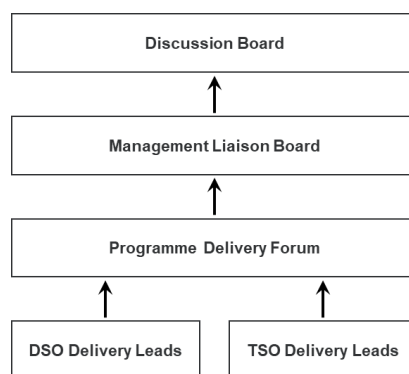 Discussion Board
Management Liaison Board
Programme Delivery Forum
DSO Delivery Leads
TSO Delivery Leads